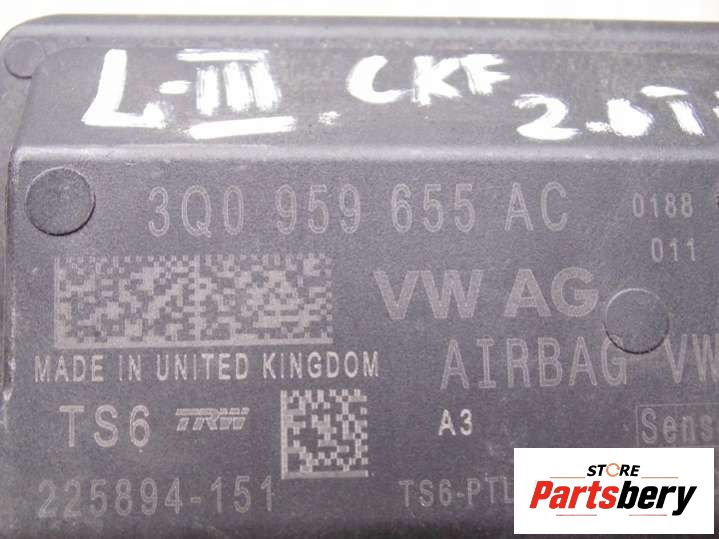 L-III. CKF
2.0T
3Q0 959 655 AC 0188
011
VW AG
MADE IN UNITED KINGDOM
AIRBAG VW
TS6 TRW A3
Sens
225894-151 TS6-PTL
STORE
Partsbery